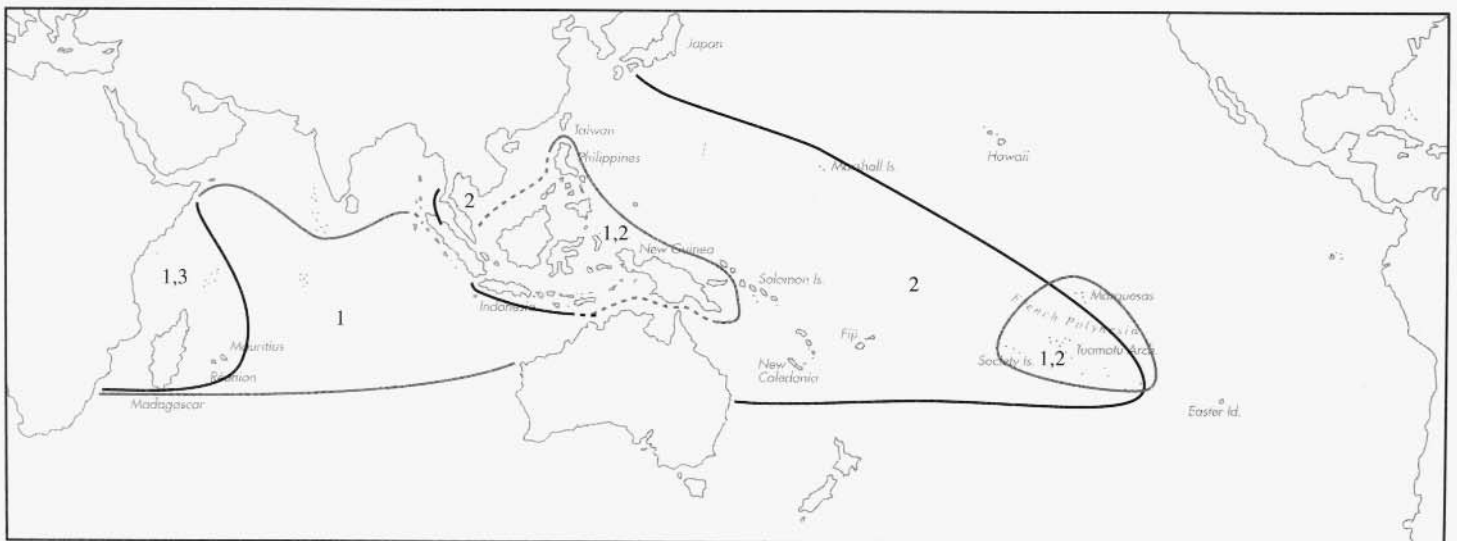 Japan
Taiwan
Philippines
Hawaii
Marshall Is.
2
1,2
New Guinea
1,3
Solomon Is.
2
Indonesia
Marquesas
1
French Polynesia
Fiji
Mauritius
Society Is.
1,2
Tuamotu Arch.
New
Caledonia
Réunion
Madagascar
Easter Id.